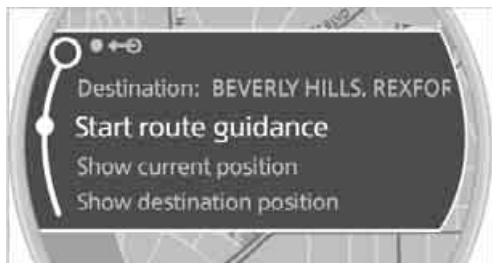 Destination: BEVERLY HILLS, REXFOR
Start route guidance
Show current position
Show destination position